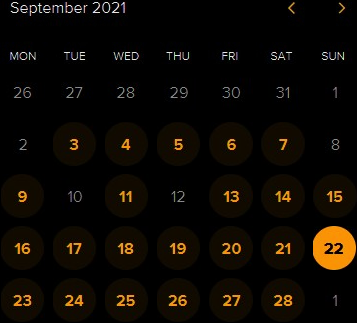 September 2021
MON TUE WED THU FRI SAT SUN
26 27 28 29 30 31 1
2 3 4 5 6 7 8
9 10 11 12 13 14 15
16 17 18 19 20 21 22
23 24 25 26 27 28 1